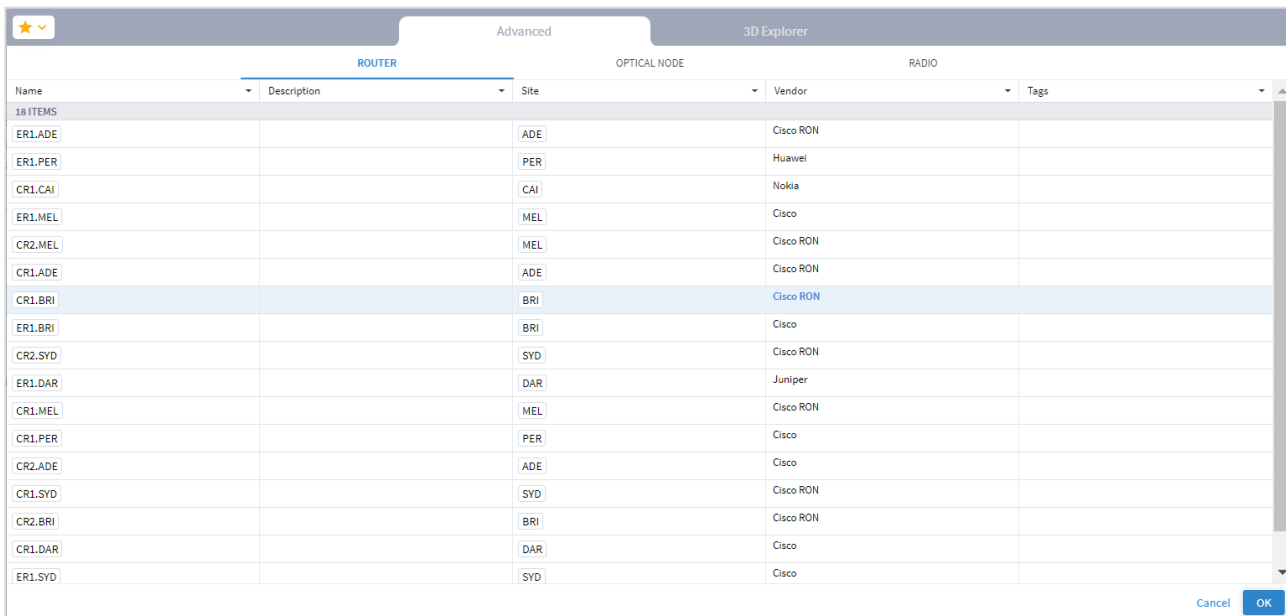 Advanced 3D Explorer
ROUTER OPTICAL NODE RADIO
Name Description Site Vendor Tags
18 ITEMS
ER1.ADE ADE Cisco RON
ER1.PER PER Huawei
CR1.CAI CAI Nokia
ER1.MEL MEL Cisco
CR2.MEL MEL Cisco RON
CR1.ADE ADE Cisco RON
CR1.BRI BRI Cisco RON
ER1.BRI BRI Cisco
CR2.SYD SYD Cisco RON
ER1.DAR DAR Juniper
CR1.MEL MEL Cisco RON
CR1.PER PER Cisco
CR2.ADE ADE Cisco
CR1.SYD SYD Cisco RON
CR2.BRI BRI Cisco RON
CR1.DAR DAR Cisco
ER1.SYD SYD Cisco
Cancel OK